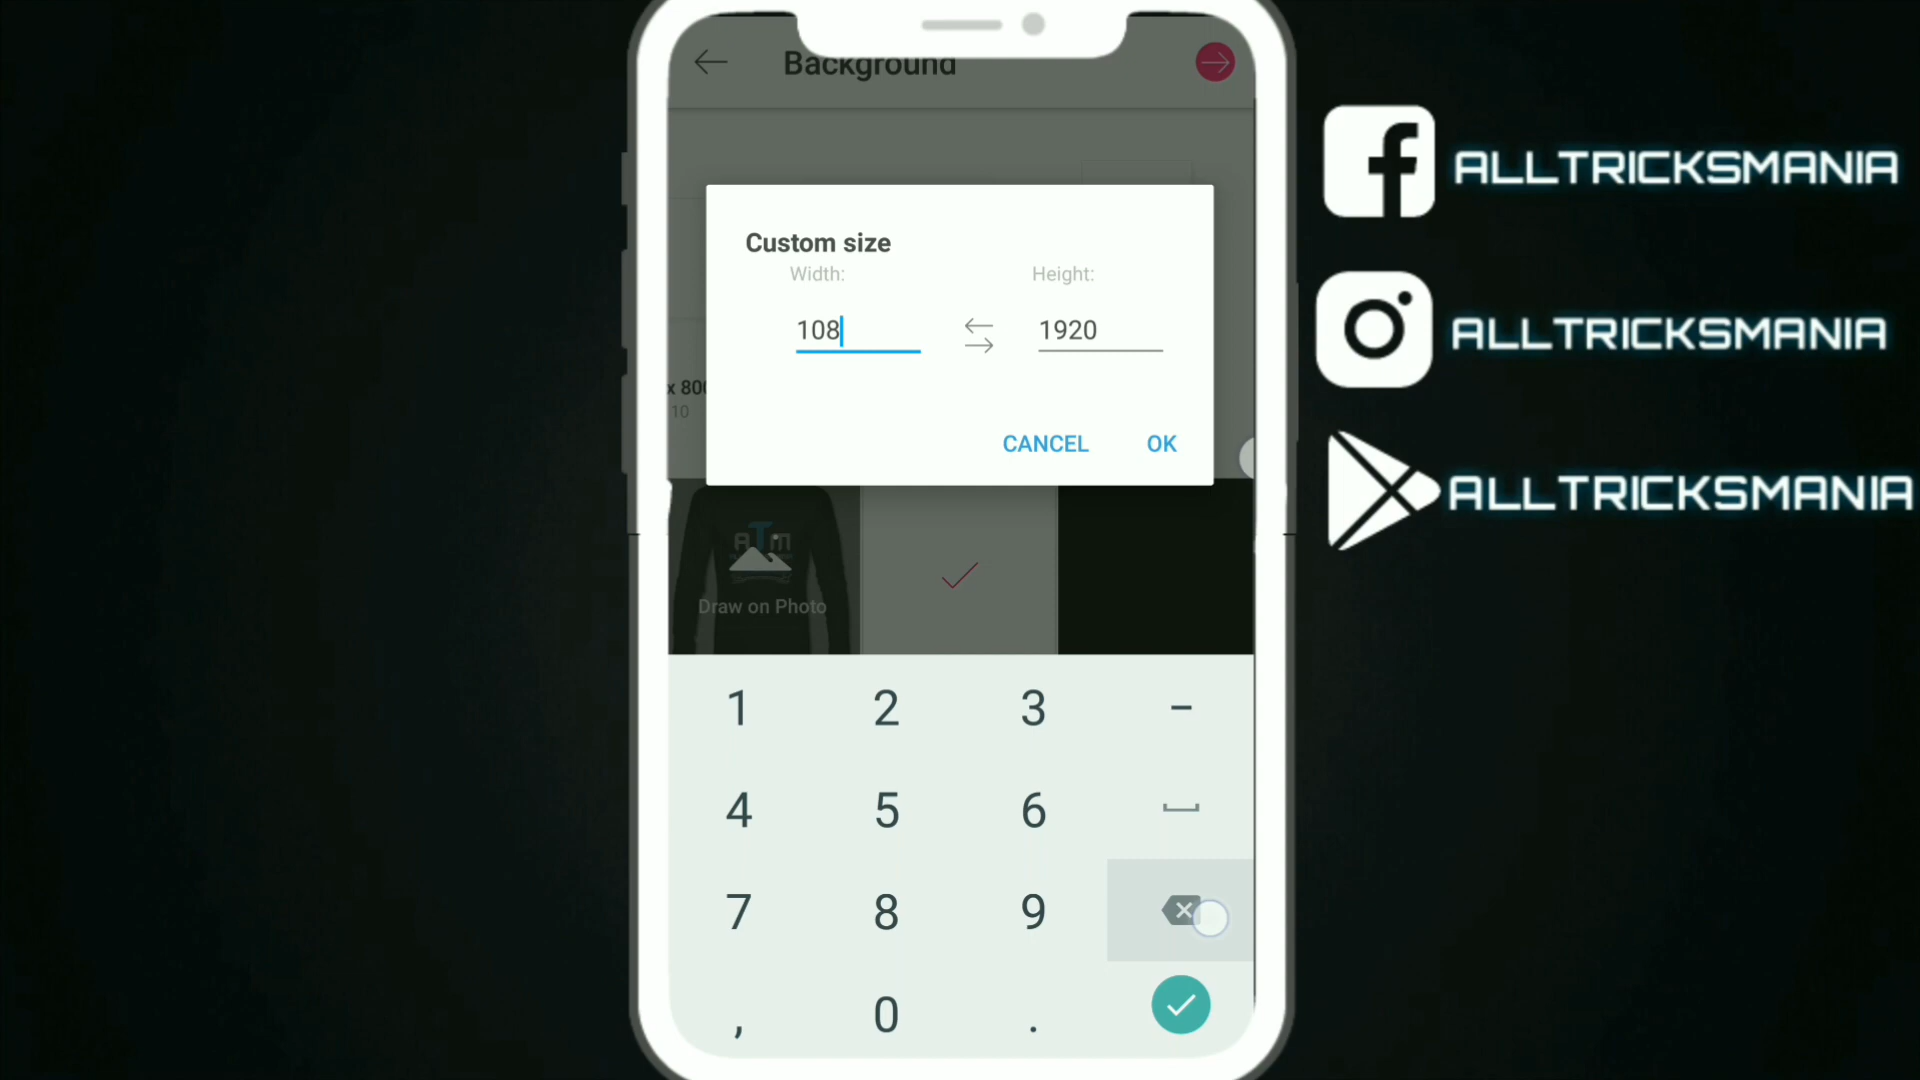 Background
Custom size
Width:
Height:
108
1920
x 800
10
CANCEL
OK
ATM
Draw on Photo
1 2 3 -
4 5 6
7 8 9
, 0 .
ALLTRICKSMANIA
ALLTRICKSMANIA
ALLTRICKSMANIA